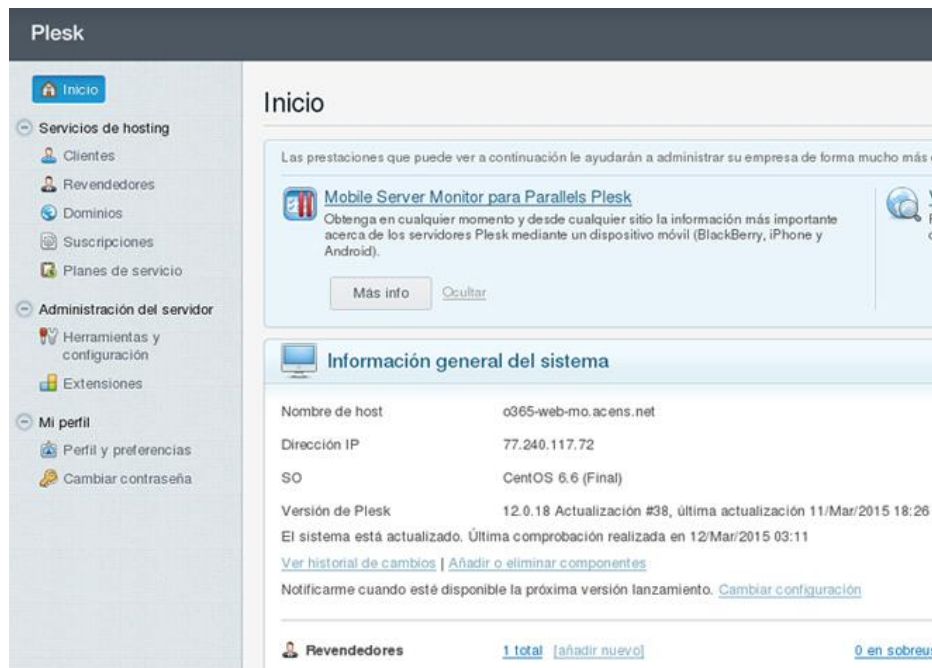 Plesk
Inicio
Servicios de hosting
Clientes
Revendedores
Dominios
Suscripciones
Planes de servicio
Administración del servidor
Herramientas y
configuración
Extensiones
Mi perfil
Perfil y preferencias
Cambiar contraseña
Inicio
Las prestaciones que puede ver a continuación le ayudarán a administrar su empresa de forma mucho más
Mobile Server Monitor para Parallels Plesk
Obtenga en cualquier momento y desde cualquier sitio la información más importante
acerca de los servidores Plesk mediante un dispositivo móvil (BlackBerry, iPhone y
Android).
Más info Ocultar
Información general del sistema
Nombre de host o365-web-mo.acens.net
Dirección IP 77.240.117.72
SO CentOS 6.6 (Final)
Versión de Plesk 12.0.18 Actualización #38, última actualización 11/Mar/2015 18:26
El sistema está actualizado. Última comprobación realizada en 12/Mar/2015 03:11
Ver historial de cambios | Añadir o eliminar componentes
Notificarme cuando esté disponible la próxima versión lanzamiento. Cambiar configuración
Revendedores 1 total [añadir nuevo] 0 en sobreus